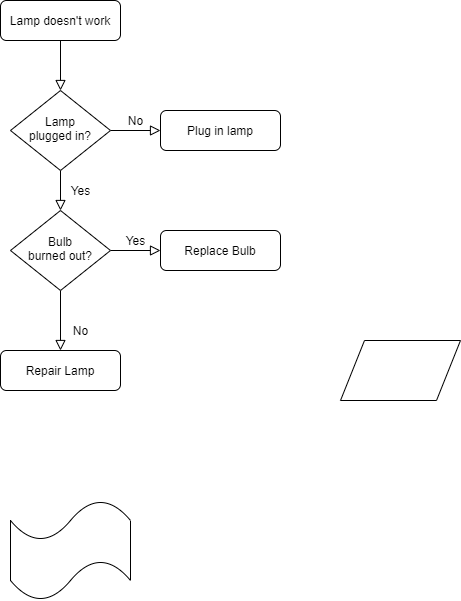 Lamp doesn't work
Lamp
plugged in?
No
Plug in lamp
Yes
Bulb
burned out?
Yes
Replace Bulb
No
Repair Lamp